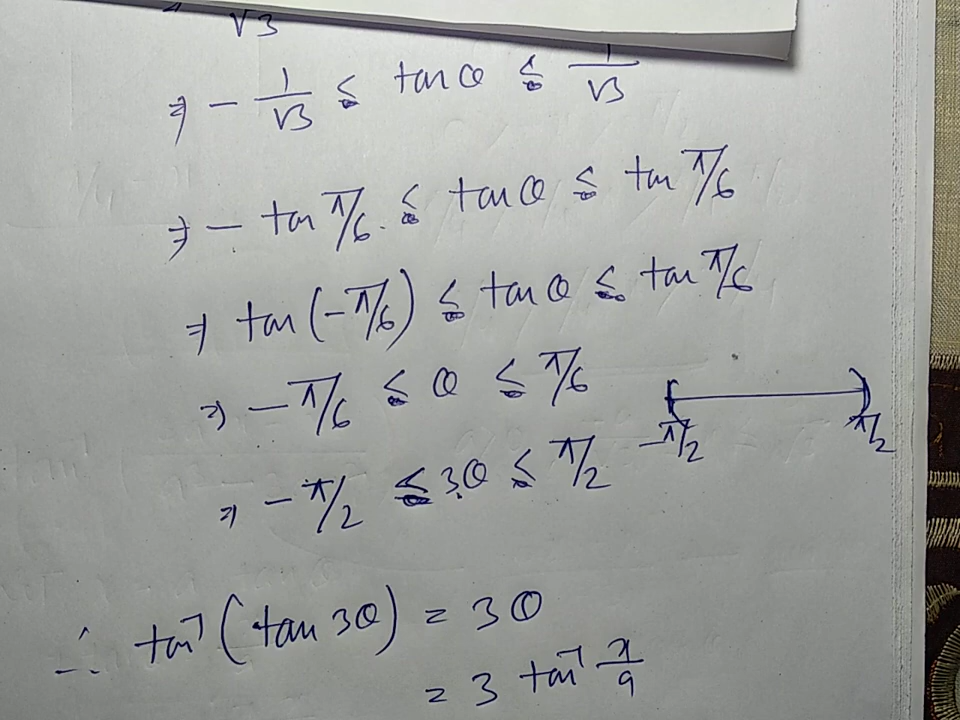 √3
⇒ - 1/√3 ≤ tan θ ≤ 1/√3
⇒ - tan π/6 ≤ tan θ ≤ tan π/6
⇒ tan (-π/6) ≤ tan θ ≤ tan π/6
⇒ - π/6 ≤ θ ≤ π/6
-π/2 π/2
⇒ - π/2 ≤ 3θ ≤ π/2
∴ tan⁻¹ (tan 3θ) = 3θ
= 3 tan⁻¹ x/a